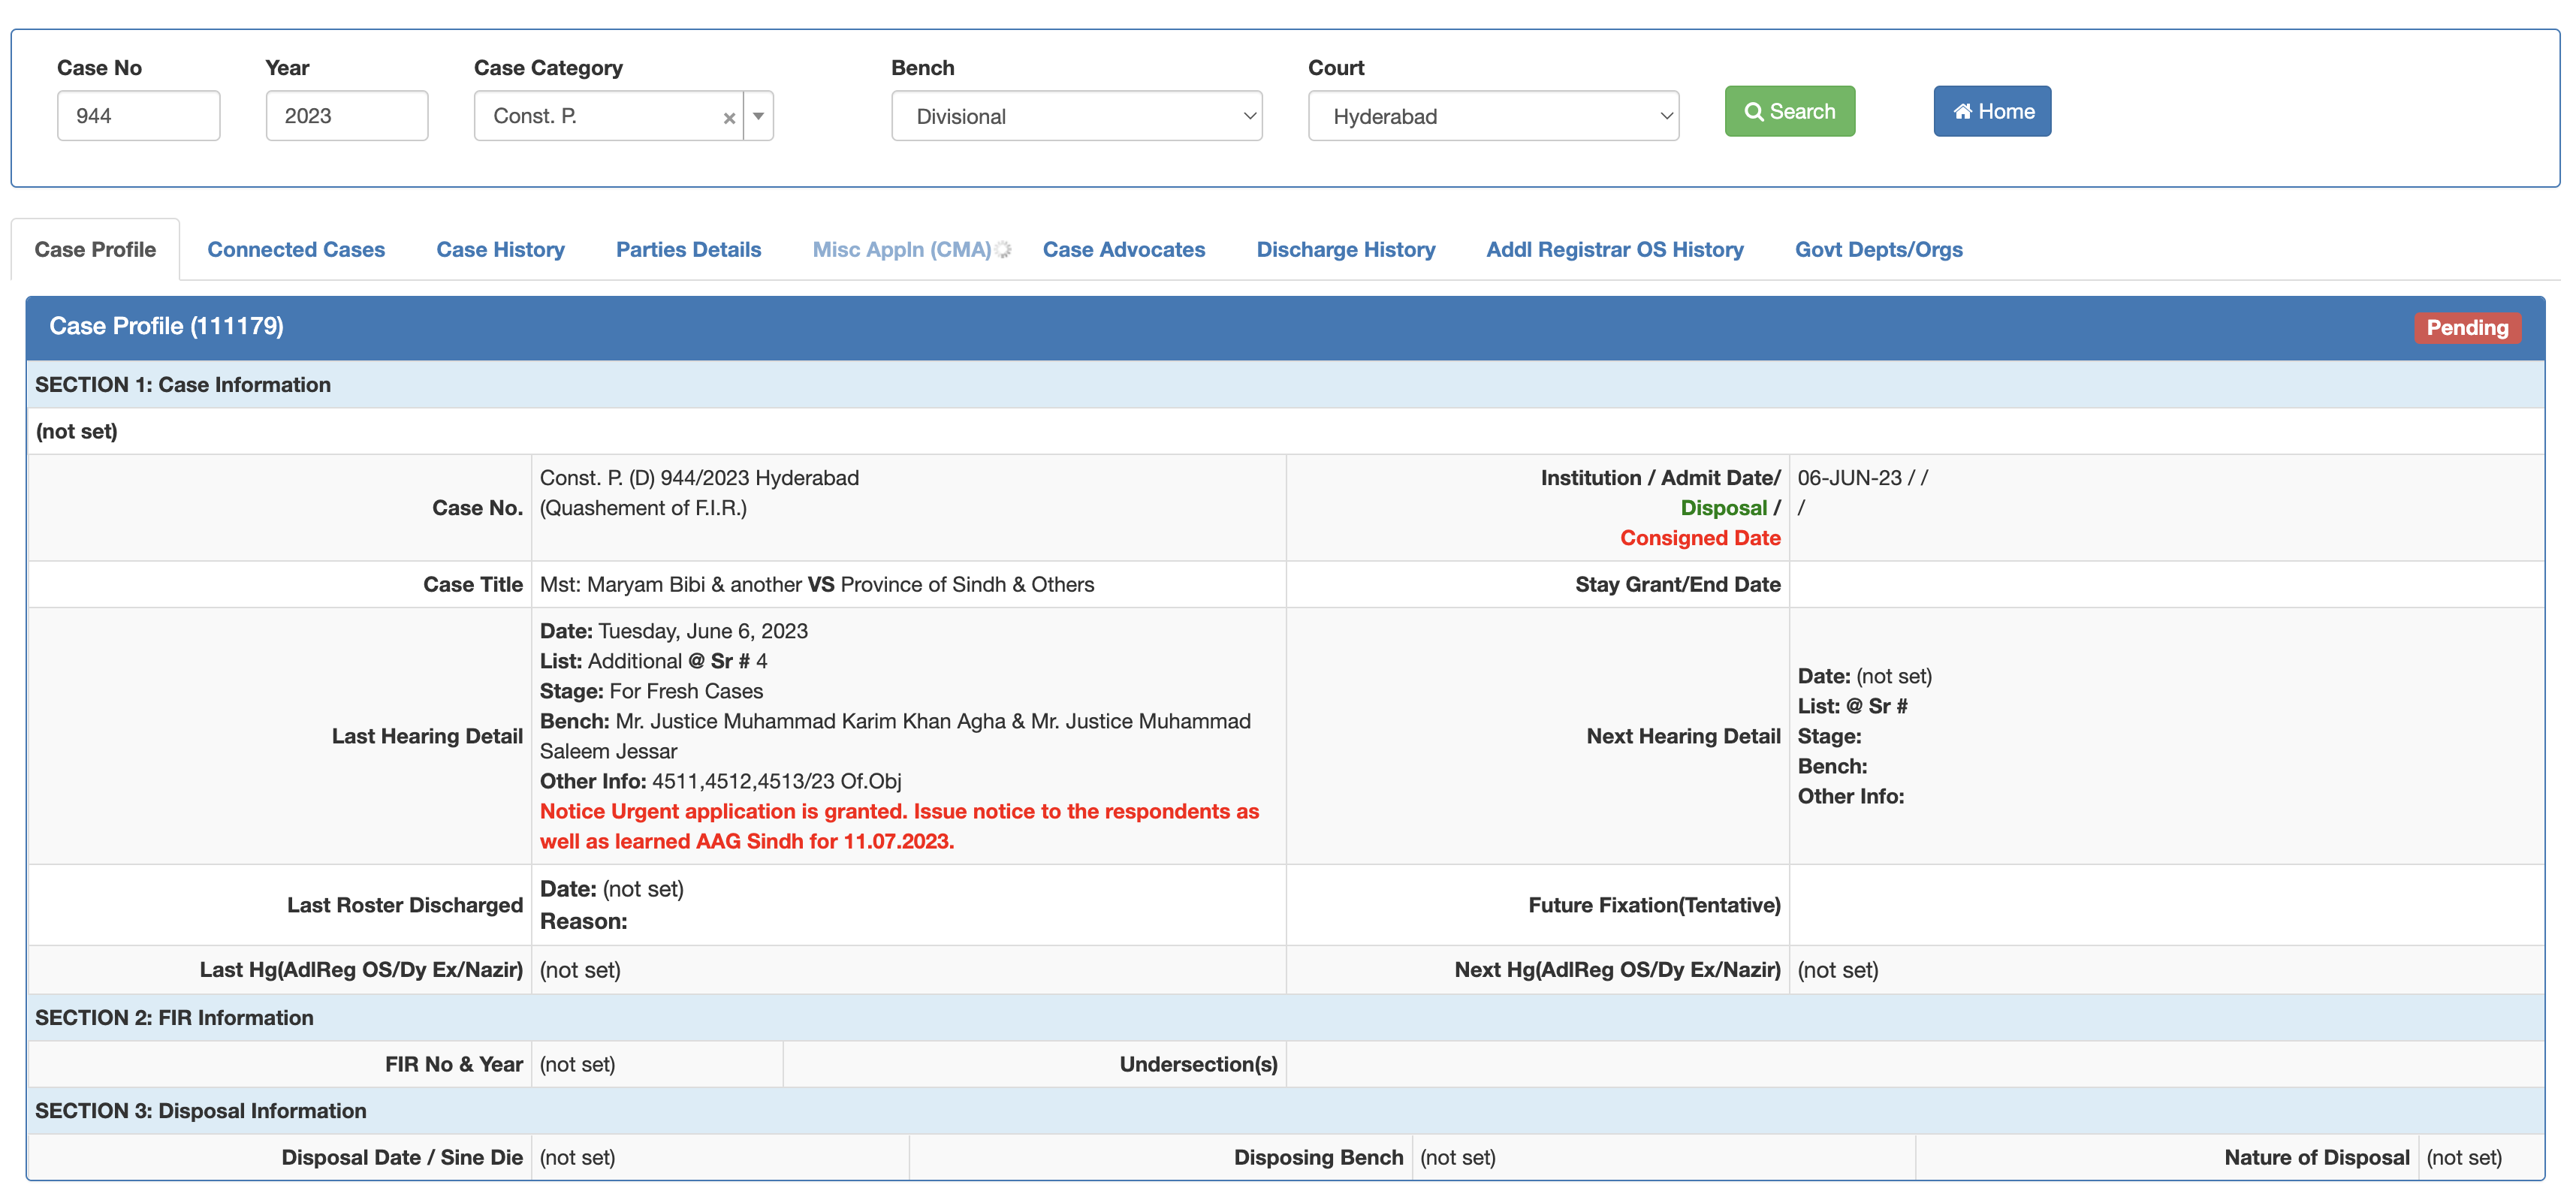 Case No
Year
Case Category
Bench
Court
944
2023
Const. P.
×
Divisional
Hyderabad
Search
Home
Case Profile
Connected Cases
Case History
Parties Details
Misc Appln (CMA)
Case Advocates
Discharge History
Addl Registrar OS History
Govt Depts/Orgs
Case Profile (111179)
Pending
SECTION 1: Case Information
(not set)
Case No.
Const. P. (D) 944/2023 Hyderabad
(Quashement of F.I.R.)
Institution / Admit Date/
Disposal /
Consigned Date
06-JUN-23 / /
/
Case Title
Mst: Maryam Bibi & another VS Province of Sindh & Others
Stay Grant/End Date
Last Hearing Detail
Date: Tuesday, June 6, 2023
List: Additional @ Sr # 4
Stage: For Fresh Cases
Bench: Mr. Justice Muhammad Karim Khan Agha & Mr. Justice Muhammad
Saleem Jessar
Other Info: 4511,4512,4513/23 Of.Obj
Notice Urgent application is granted. Issue notice to the respondents as
well as learned AAG Sindh for 11.07.2023.
Next Hearing Detail
Date: (not set)
List: @ Sr #
Stage:
Bench:
Other Info:
Last Roster Discharged
Date: (not set)
Reason:
Future Fixation(Tentative)
Last Hg(AdlReg OS/Dy Ex/Nazir)
(not set)
Next Hg(AdlReg OS/Dy Ex/Nazir)
(not set)
SECTION 2: FIR Information
FIR No & Year
(not set)
Undersection(s)
SECTION 3: Disposal Information
Disposal Date / Sine Die
(not set)
Disposing Bench
(not set)
Nature of Disposal
(not set)